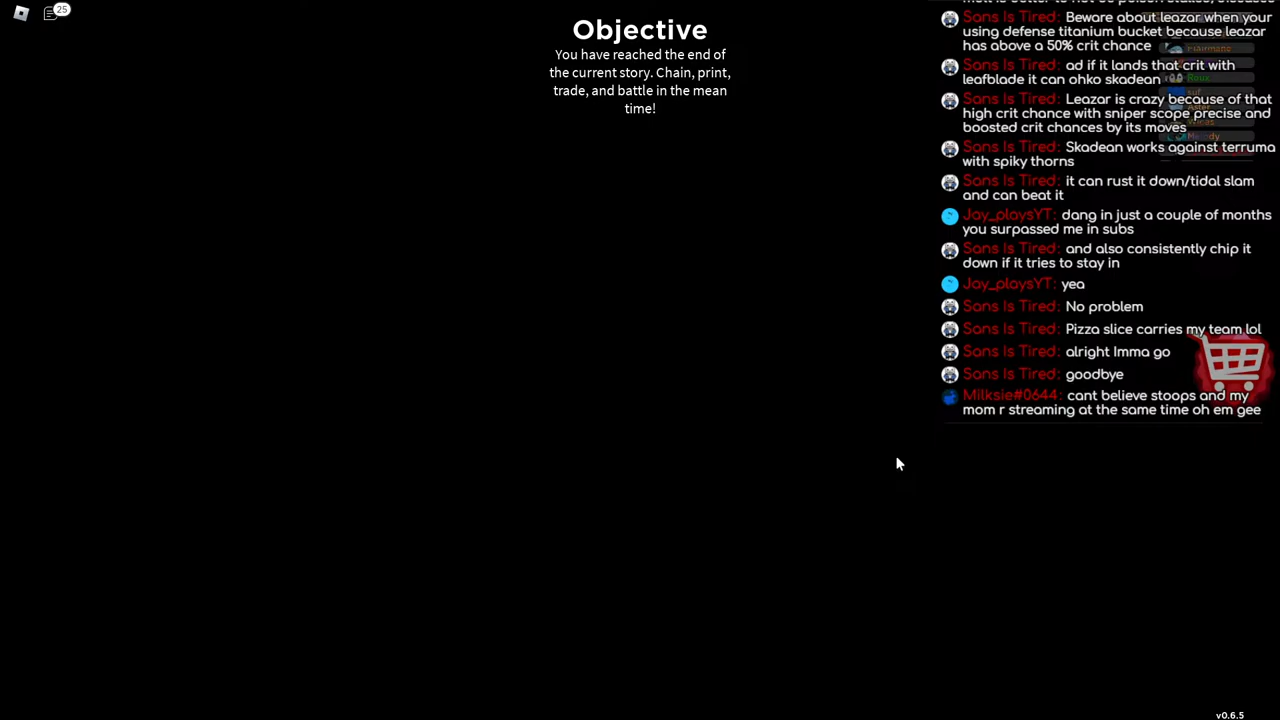 25
Objective
You have reached the end
of the current story. Chain, print,
trade, and battle in the mean
time!
Sans Is Tired: Beware about leazar when your
using defense titanium bucket because leazar
has above a 50% crit chance
Sans Is Tired: ad if it lands that crit with
leafblade it can ohko skadean
Sans Is Tired: Leazar is crazy because of that
high crit chance with sniper scope precise and
boosted crit chances by its moves
Sans Is Tired: Skadean works against terruma
with spiky thorns
Sans Is Tired: it can rust it down/tidal slam
and can beat it
Jay_playsYT: dang in just a couple of months
you surpassed me in subs
Sans Is Tired: and also consistently chip it
down if it tries to stay in
Jay_playsYT: yea
Sans Is Tired: No problem
Sans Is Tired: Pizza slice carries my team lol
Sans Is Tired: alright Imma go
Sans Is Tired: goodbye
Milksie#0644: cant believe stoops and my
mom r streaming at the same time oh em gee
v0.6.5